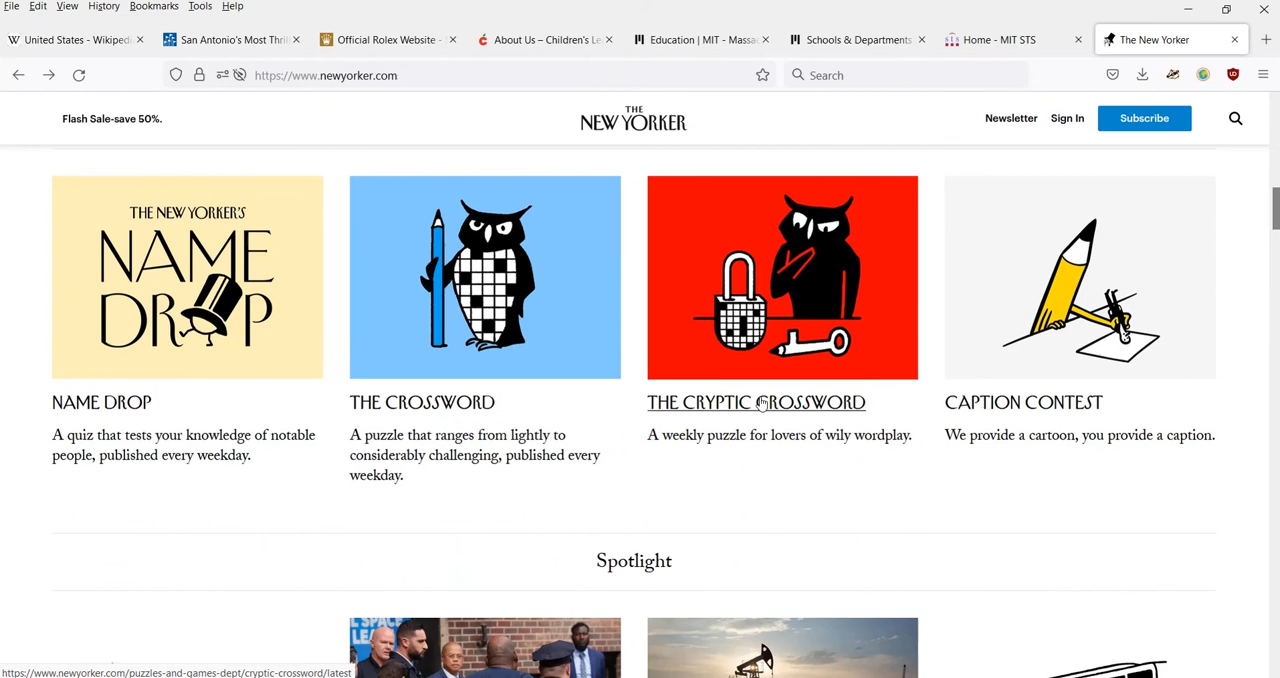 File Edit View History Bookmarks Tools Help
United States - Wikiped
San Antonio's Most Thri
Official Rolex Website -
About Us – Children's Le
Education | MIT - Massa
Schools & Departments
Home - MIT STS
The New Yorker
https://www.newyorker.com
Search
Flash Sale-save 50%.
THE
NEW YORKER
Newsletter Sign In Subscribe
THE NEW YORKER'S
NAME
DROP
NAME DROP
A quiz that tests your knowledge of notable
people, published every weekday.
THE CROSSWORD
A puzzle that ranges from lightly to
considerably challenging, published every
weekday.
THE CRYPTIC CROSSWORD
A weekly puzzle for lovers of wily wordplay.
CAPTION CONTEST
We provide a cartoon, you provide a caption.
Spotlight
SPACE
LE
https://www.newyorker.com/puzzles-and-games-dept/cryptic-crossword/latest